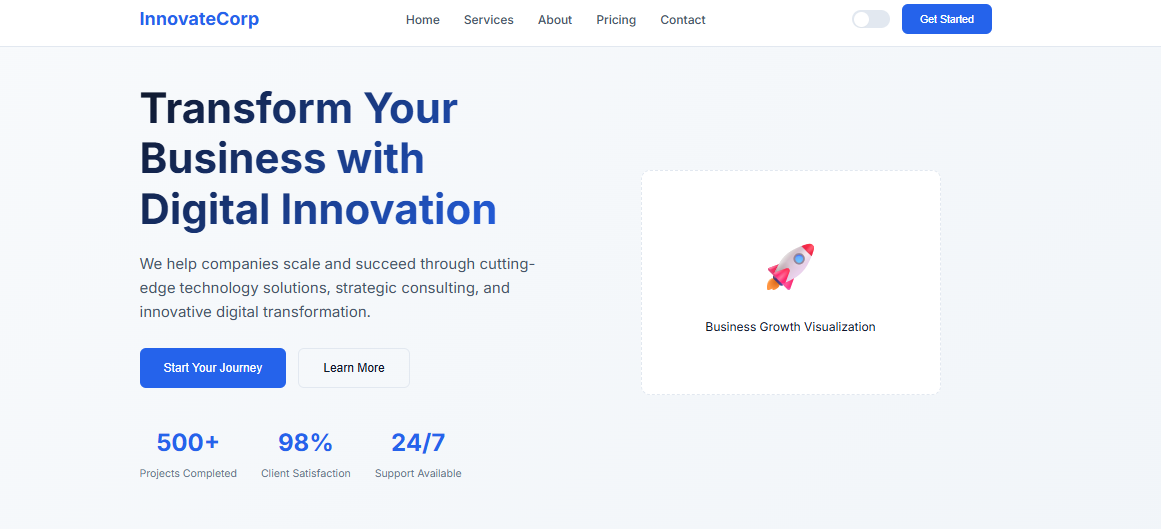 InnovateCorp
Home
Services
About
Pricing
Contact
Get Started
Transform Your
Business with
Digital Innovation
We help companies scale and succeed through cutting-
edge technology solutions, strategic consulting, and
innovative digital transformation.
Start Your Journey
Learn More
500+
Projects Completed
98%
Client Satisfaction
24/7
Support Available
Business Growth Visualization